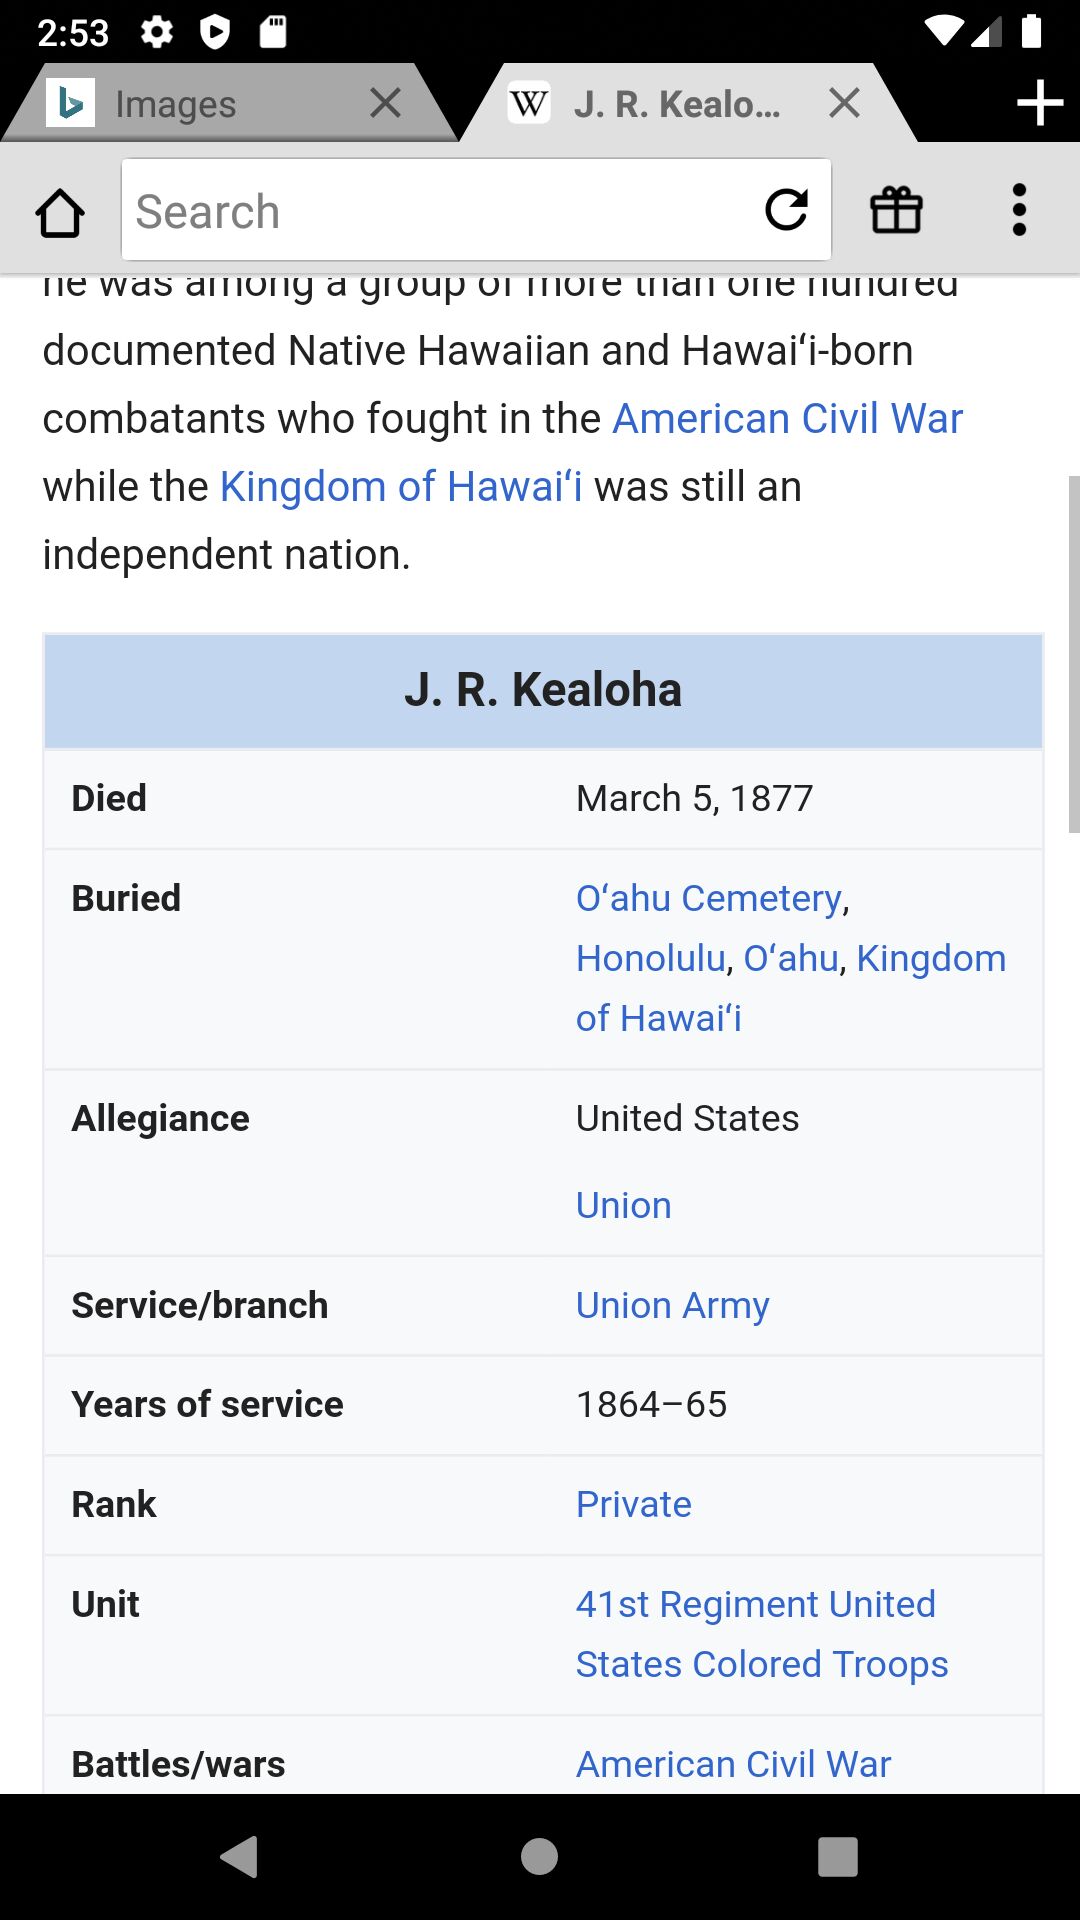 2:53
Images
W J. R. Kealo...
Search
he was among a group of more than one hundred
documented Native Hawaiian and Hawaiʻi-born
combatants who fought in the American Civil War
while the Kingdom of Hawaiʻi was still an
independent nation.
J. R. Kealoha
Died March 5, 1877
Buried Oʻahu Cemetery,
Honolulu, Oʻahu, Kingdom
of Hawaiʻi
Allegiance United States
Union
Service/branch Union Army
Years of service 1864–65
Rank Private
Unit 41st Regiment United
States Colored Troops
Battles/wars American Civil War